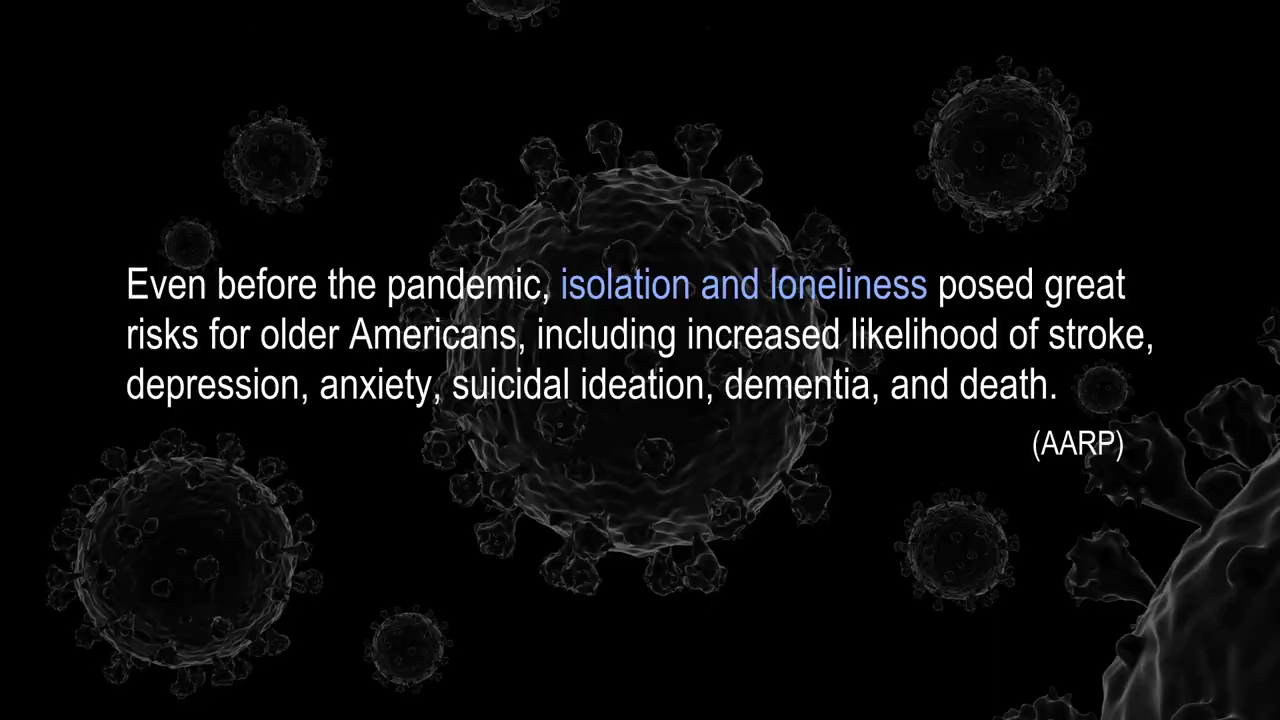 Even before the pandemic, isolation and loneliness posed great
risks for older Americans, including increased likelihood of stroke,
depression, anxiety, suicidal ideation, dementia, and death.
(AARP)